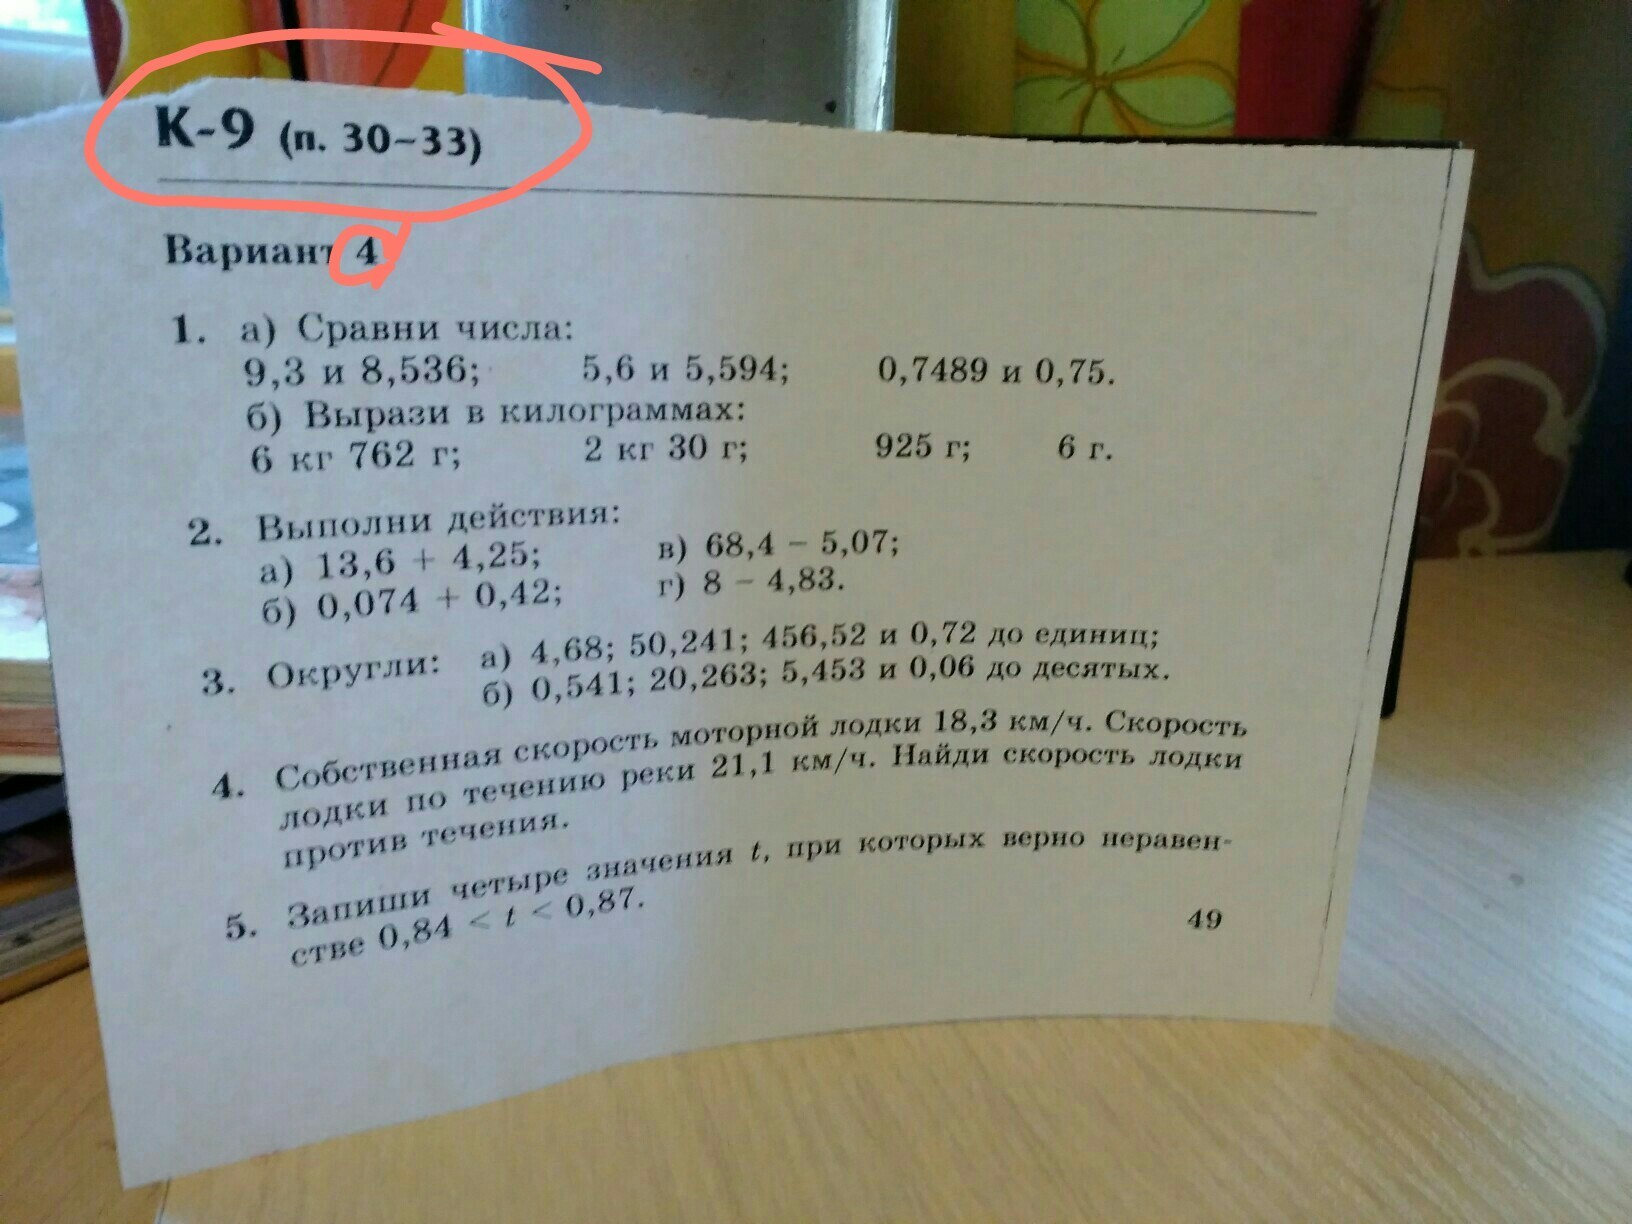 К-9 (п. 30–33)
Вариант 4
1. а) Сравни числа:
9,3 и 8,536; 5,6 и 5,594; 0,7489 и 0,75.
б) Вырази в килограммах:
6 кг 762 г; 2 кг 30 г; 925 г; 6 г.
2. Выполни действия:
а) 13,6 + 4,25; в) 68,4 – 5,07;
б) 0,074 + 0,42; г) 8 – 4,83.
3. Округли: а) 4,68; 50,241; 456,52 и 0,72 до единиц;
б) 0,541; 20,263; 5,453 и 0,06 до десятых.
4. Собственная скорость моторной лодки 18,3 км/ч. Скорость
лодки по течению реки 21,1 км/ч. Найди скорость лодки
против течения.
5. Запиши четыре значения t, при которых верно неравен-
стве 0,84 < t < 0,87.
49